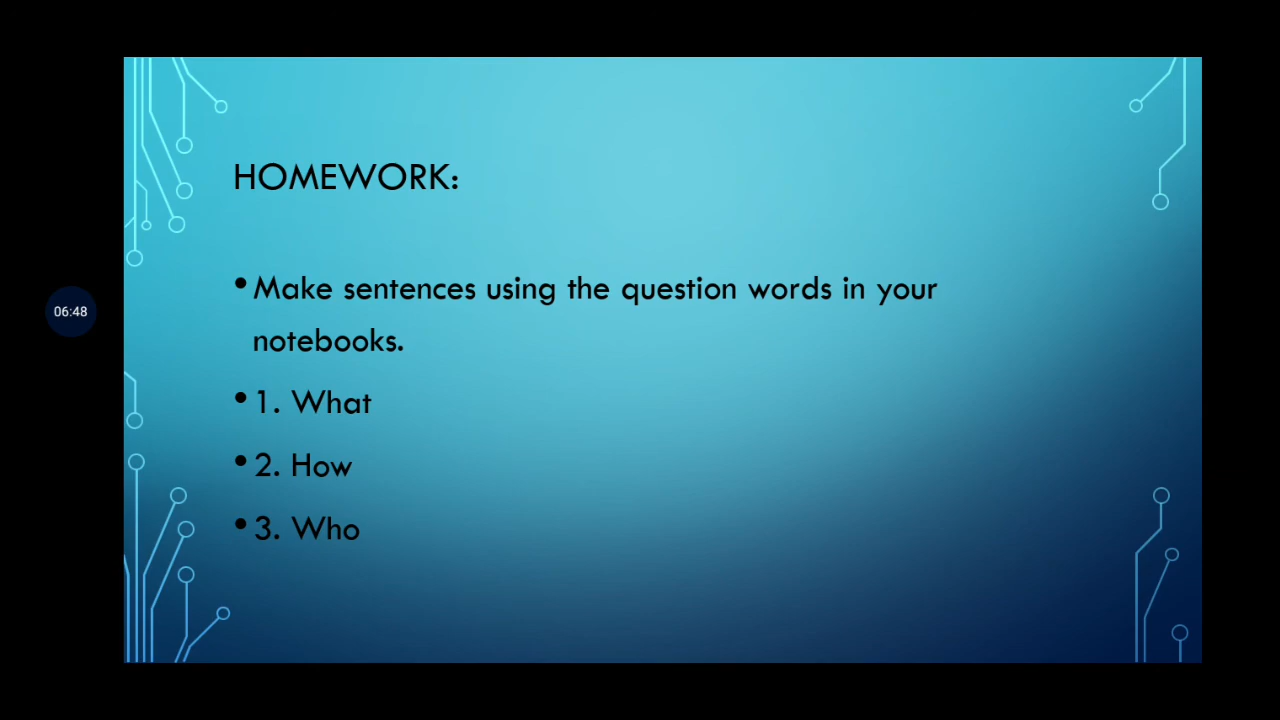 HOMEWORK:
• Make sentences using the question words in your
notebooks.
• 1. What
• 2. How
• 3. Who
06:48